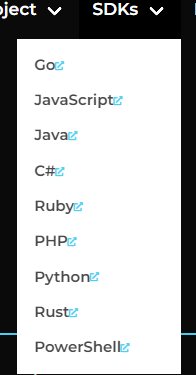 oject SDKs
Go
JavaScript
Java
C#
Ruby
PHP
Python
Rust
PowerShell